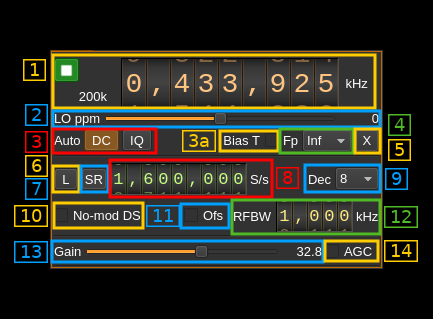 1 0,433,925 kHz
200k
2 LO ppm 0
3 Auto DC IQ 3a Bias T Fp Inf X 4
5
6
7 L SR 1,600,000 S/s 8 Dec 8 9
10 No-mod DS 11 Ofs RFBW 1,000 kHz 12
13 Gain 32.8 AGC 14